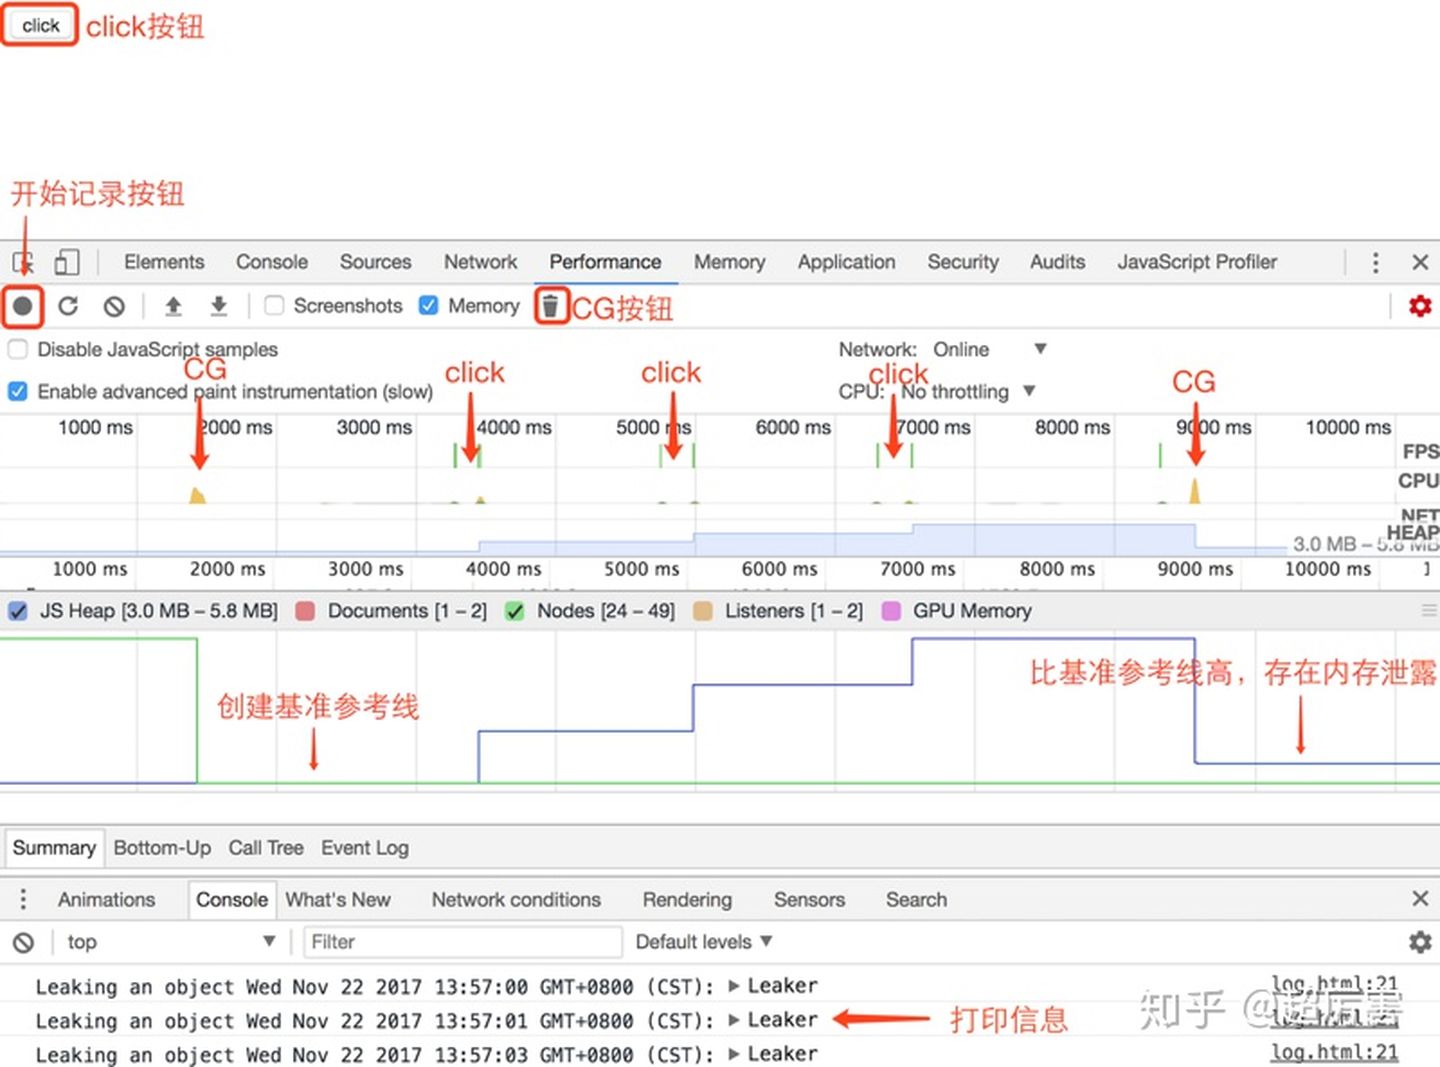 click click按钮
开始记录按钮
Elements Console Sources Network Performance Memory Application Security Audits JavaScript Profiler
Screenshots Memory CG按钮
Disable JavaScript samples Network: Online
CG click click click CG
Enable advanced paint instrumentation (slow) CPU: No throttling
1000 ms 2000 ms 3000 ms 4000 ms 5000 ms 6000 ms 7000 ms 8000 ms 9000 ms 10000 ms
FPS
CPU
NET
HEAP
3.0 MB – 5.8 MB
1000 ms 2000 ms 3000 ms 4000 ms 5000 ms 6000 ms 7000 ms 8000 ms 9000 ms 10000 ms 1
JS Heap [3.0 MB – 5.8 MB] Documents [1 – 2] Nodes [24 – 49] Listeners [1 – 2] GPU Memory
比基准参考线高，存在内存泄露
创建基准参考线
Summary Bottom-Up Call Tree Event Log
Animations Console What's New Network conditions Rendering Sensors Search
top Filter Default levels
Leaking an object Wed Nov 22 2017 13:57:00 GMT+0800 (CST): Leaker log.html:21
Leaking an object Wed Nov 22 2017 13:57:01 GMT+0800 (CST): Leaker 打印信息 log.html:21
Leaking an object Wed Nov 22 2017 13:57:03 GMT+0800 (CST): Leaker log.html:21
知乎 @超厉害